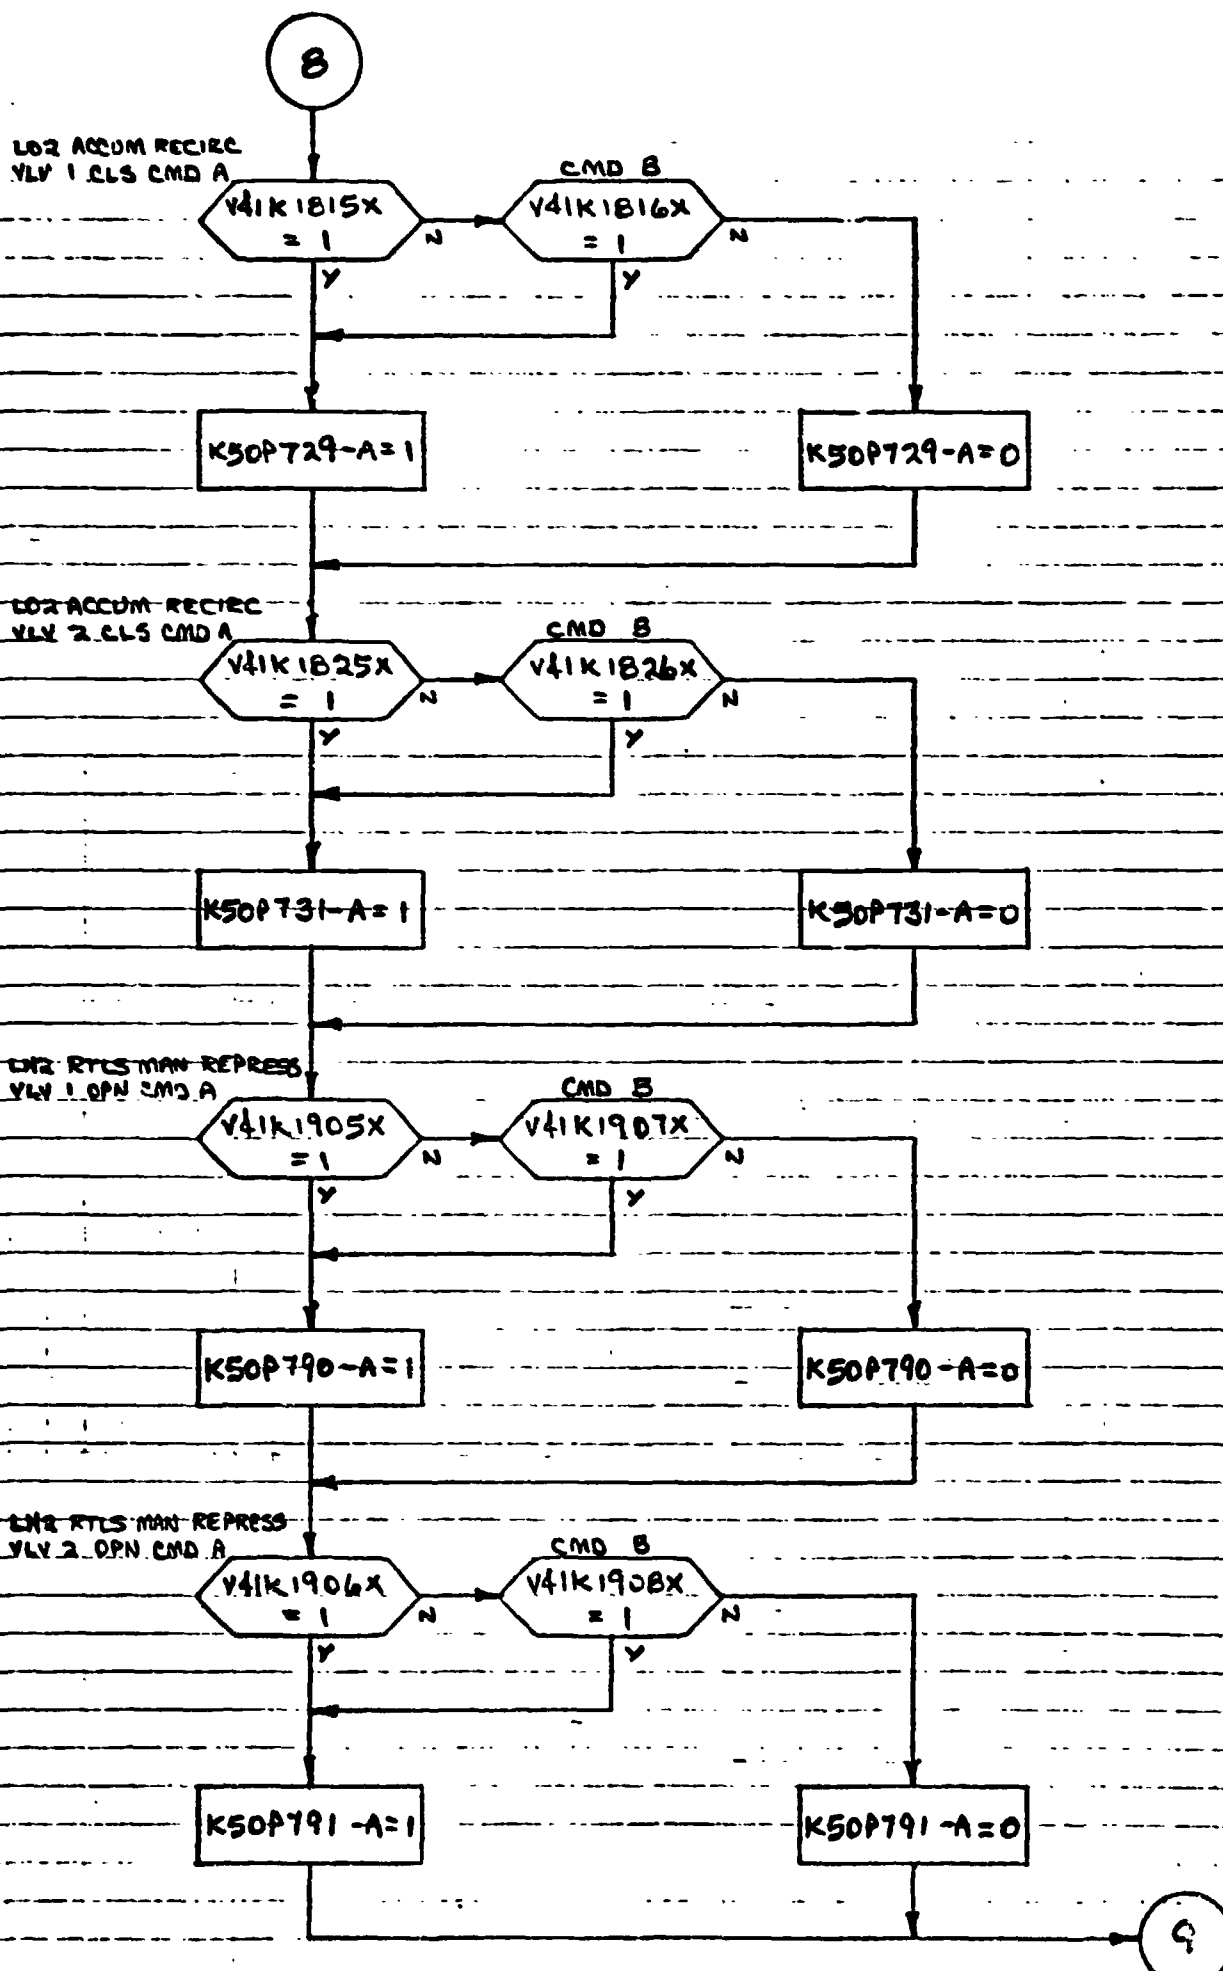 8
LO2 ACCUM RECIRC
VLV 1 CLS CMD A
CMD B
V41K1815X
= 1
N
Y
V41K1816X
= 1
N
Y
K50P729-A=1
K50P729-A=0
LO2 ACCUM RECIRC
VLV 2 CLS CMD A
CMD B
V41K1825X
= 1
N
Y
V41K1826X
= 1
N
Y
K50P731-A=1
K50P731-A=0
LH2 RTLS MAN REPRESS
VLV 1 OPN CMD A
CMD B
V41K1905X
= 1
N
Y
V41K1907X
= 1
N
Y
K50P790-A=1
K50P790-A=0
LH2 RTLS MAN REPRESS
VLV 2 OPN CMD A
CMD B
V41K1906X
= 1
N
Y
V41K1908X
= 1
N
Y
K50P791-A=1
K50P791-A=0
9